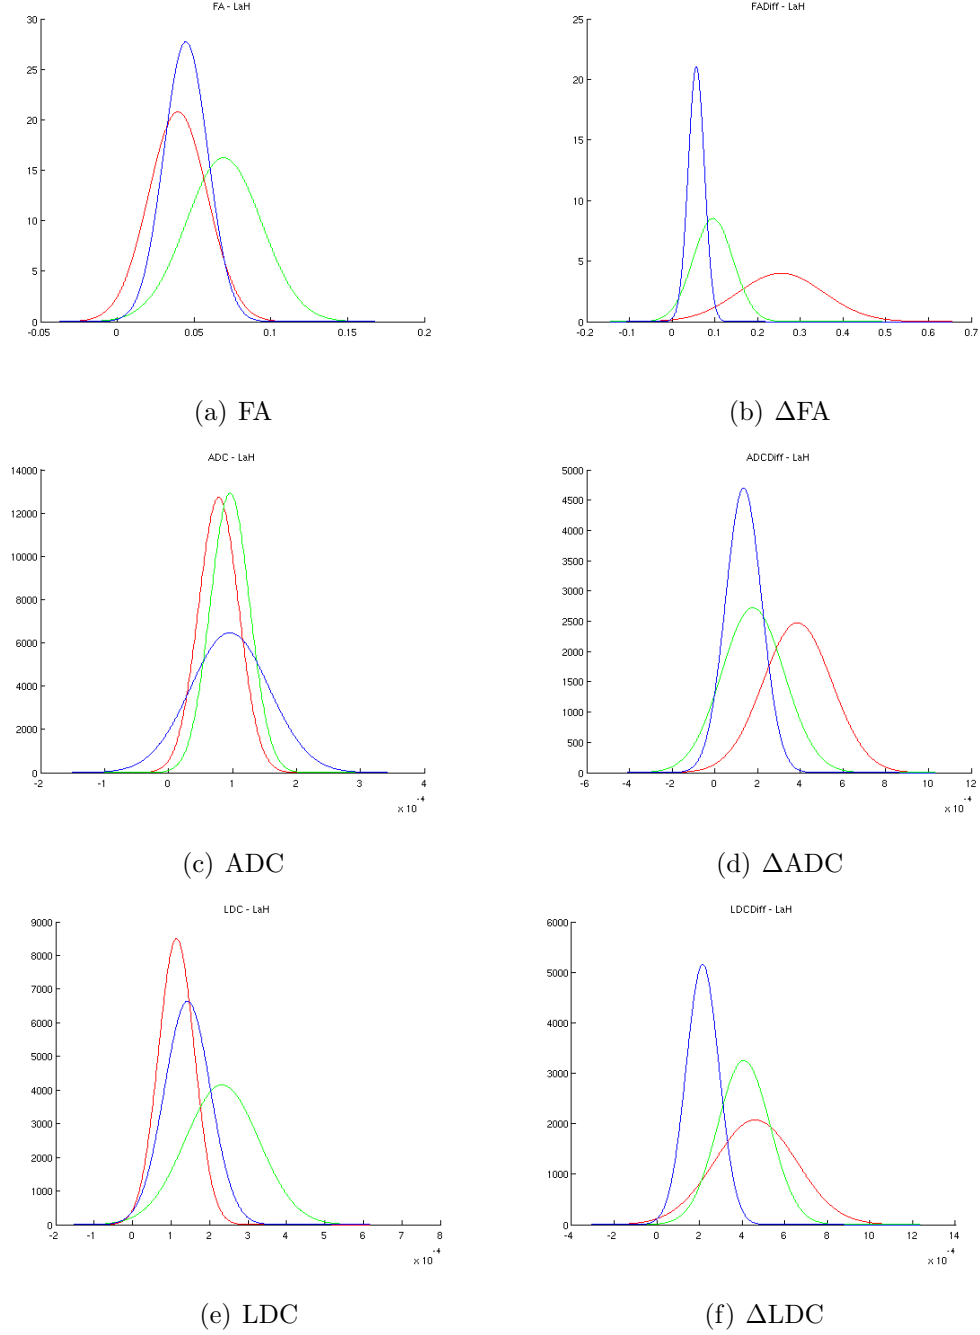 FA - LaH
30
25
20
15
10
5
0
-0.05 0 0.05 0.1 0.15 0.2
(a) FA
FADiff - LaH
25
20
15
10
5
0
-0.2 -0.1 0 0.1 0.2 0.3 0.4 0.5 0.6 0.7
(b) ΔFA
ADC - LaH
14000
12000
10000
8000
6000
4000
2000
0
-2 -1 0 1 2 3 4
x 10^-4
(c) ADC
ADCDiff - LaH
5000
4500
4000
3500
3000
2500
2000
1500
1000
500
0
-6 -4 -2 0 2 4 6 8 10 12
x 10^-4
(d) ΔADC
LDC - LaH
9000
8000
7000
6000
5000
4000
3000
2000
1000
0
-2 -1 0 1 2 3 4 5 6 7 8
x 10^-4
(e) LDC
LDCDiff - LaH
6000
5000
4000
3000
2000
1000
0
-4 -2 0 2 4 6 8 10 12 14
x 10^-4
(f) ΔLDC